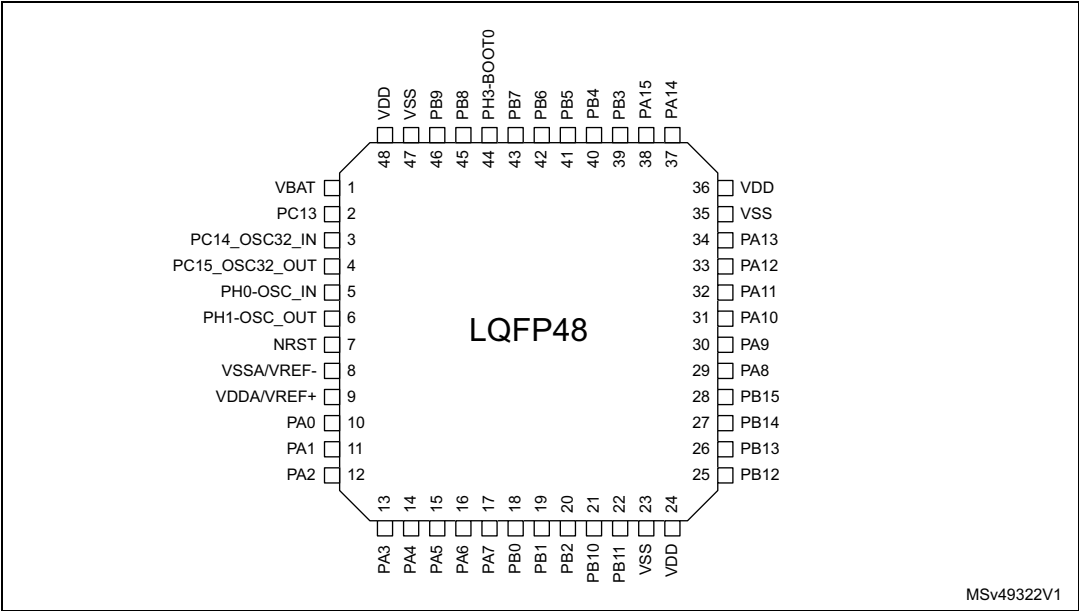 VDD
VSS
PB9
PB8
PH3-BOOT0
PB7
PB6
PB5
PB4
PB3
PA15
PA14
48
47
46
45
44
43
42
41
40
39
38
37
VBAT 1
PC13 2
PC14_OSC32_IN 3
PC15_OSC32_OUT 4
PH0-OSC_IN 5
PH1-OSC_OUT 6
NRST 7
VSSA/VREF- 8
VDDA/VREF+ 9
PA0 10
PA1 11
PA2 12
LQFP48
36 VDD
35 VSS
34 PA13
33 PA12
32 PA11
31 PA10
30 PA9
29 PA8
28 PB15
27 PB14
26 PB13
25 PB12
13
14
15
16
17
18
19
20
21
22
23
24
PA3
PA4
PA5
PA6
PA7
PB0
PB1
PB2
PB10
PB11
VSS
VDD
MSv49322V1